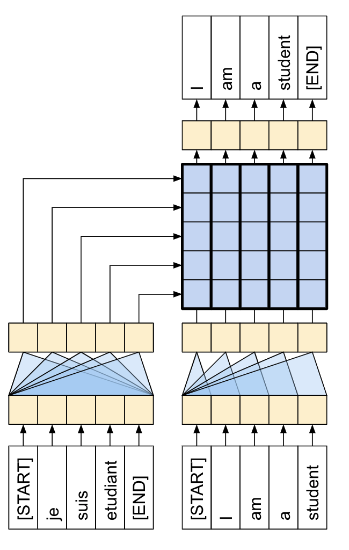 I
am
a
student
[END]
[START]
je
suis
etudiant
[END]
[START]
I
am
a
student